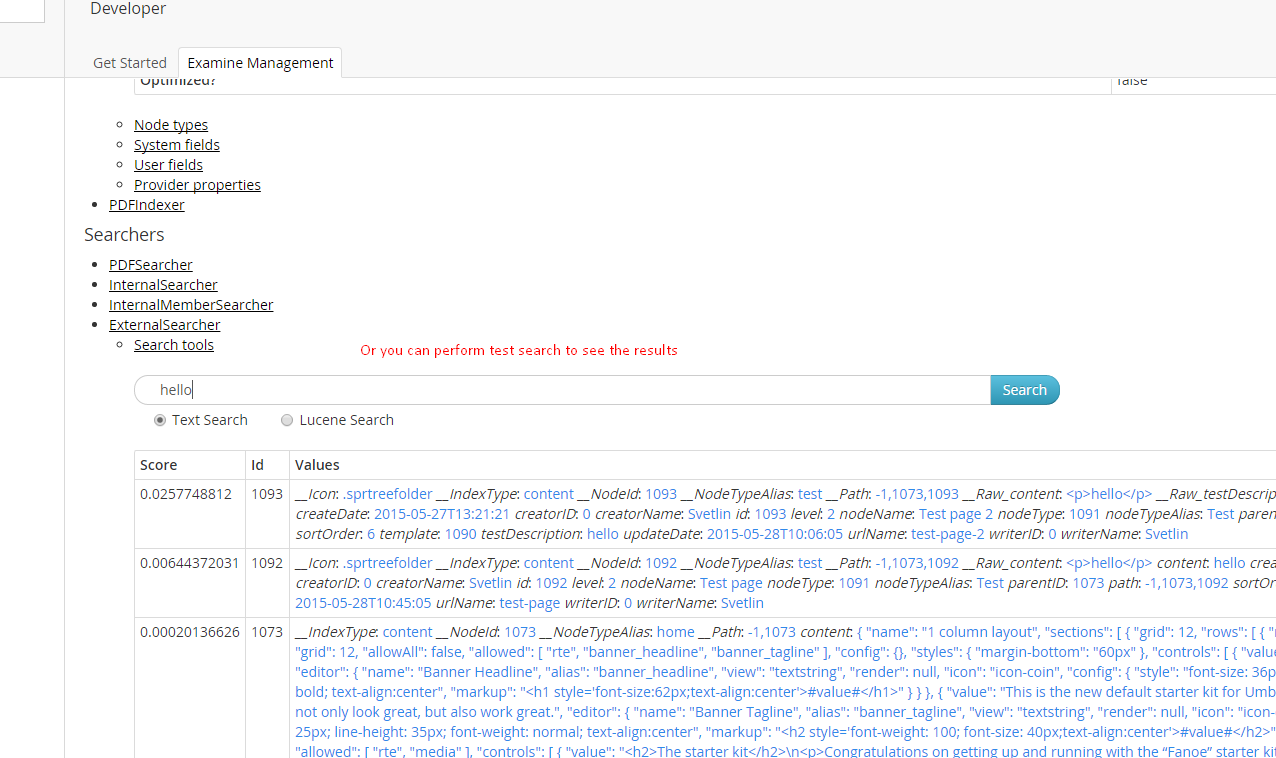 Developer
Get Started Examine Management
Optimized? false
Node types
System fields
User fields
Provider properties
PDFIndexer
Searchers
PDFSearcher
InternalSearcher
InternalMemberSearcher
ExternalSearcher
Search tools
Or you can perform test search to see the results
hello Search
Text Search Lucene Search
Score Id Values
0.0257748812 1093 __Icon: .sprtreefolder __IndexType: content __NodeId: 1093 __NodeTypeAlias: test __Path: -1,1073,1093 __Raw_content: <p>hello</p> __Raw_testDescrip
createDate: 2015-05-27T13:21:21 creatorID: 0 creatorName: Svetlin id: 1093 level: 2 nodeName: Test page 2 nodeType: 1091 nodeTypeAlias: Test paren
sortOrder: 6 template: 1090 testDescription: hello updateDate: 2015-05-28T10:06:05 urlName: test-page-2 writerID: 0 writerName: Svetlin
0.00644372031 1092 __Icon: .sprtreefolder __IndexType: content __NodeId: 1092 __NodeTypeAlias: test __Path: -1,1073,1092 __Raw_content: <p>hello</p> content: hello crea
creatorID: 0 creatorName: Svetlin id: 1092 level: 2 nodeName: Test page nodeType: 1091 nodeTypeAlias: Test parentID: 1073 path: -1,1073,1092 sortOr
2015-05-28T10:45:05 urlName: test-page writerID: 0 writerName: Svetlin
0.00020136626 1073 __IndexType: content __NodeId: 1073 __NodeTypeAlias: home __Path: -1,1073 content: { "name": "1 column layout", "sections": [ { "grid": 12, "rows": [ { "n
"grid": 12, "allowAll": false, "allowed": [ "rte", "banner_headline", "banner_tagline" ], "config": {}, "styles": { "margin-bottom": "60px" }, "controls": [ { "value
"editor": { "name": "Banner Headline", "alias": "banner_headline", "view": "textstring", "render": null, "icon": "icon-coin", "config": { "style": "font-size: 36p
bold; text-align:center", "markup": "<h1 style='font-size:62px;text-align:center'>#value#</h1>" } } }, { "value": "This is the new default starter kit for Umb
not only look great, but also work great.", "editor": { "name": "Banner Tagline", "alias": "banner_tagline", "view": "textstring", "render": null, "icon": "icon-
25px; line-height: 35px; font-weight: normal; text-align:center", "markup": "<h2 style='font-weight: 100; font-size: 40px;text-align:center'>#value#</h2>"
"allowed": [ "rte", "media" ], "controls": [ { "value": "<h2>The starter kit</h2>\n<p>Congratulations on getting up and running with the “Fanoe” starter kit